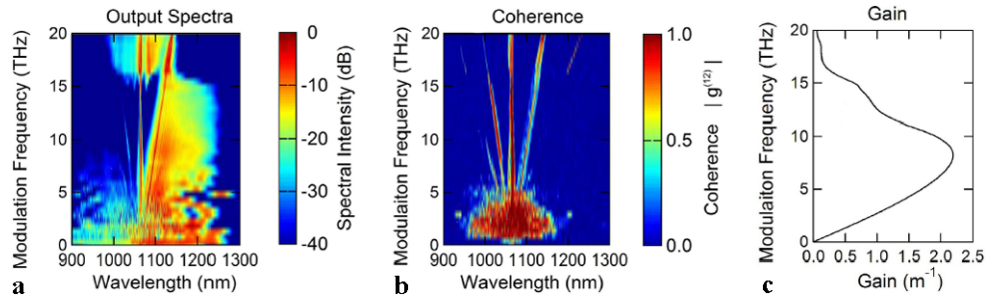 Output Spectra
Modulation Frequency (THz)
20
15
10
5
0
900 1000 1100 1200 1300
Wavelength (nm)
0
-10
-20
-30
-40
Spectral Intensity (dB)
a
Coherence
Modulaiton Frequency (THz)
20
15
10
5
0
900 1000 1100 1200 1300
Wavelength (nm)
1.0
0.5
0.0
Coherence | g(12) |
b
Gain
Modulation Frequency (THz)
20
15
10
5
0
0.0 0.5 1.0 1.5 2.0 2.5
Gain (m-1)
c